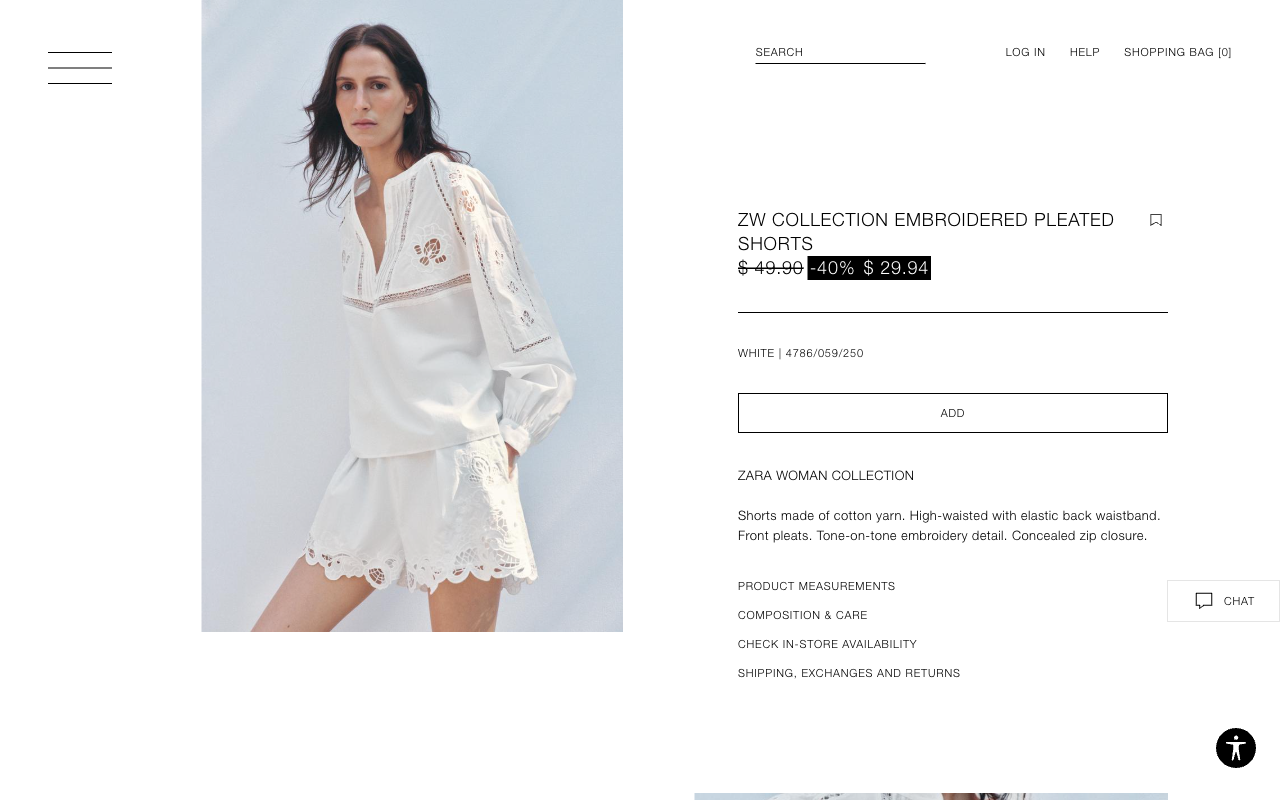 SEARCH
LOG IN
HELP
SHOPPING BAG [0]
ZW COLLECTION EMBROIDERED PLEATED
SHORTS
$ 49.90 -40% $ 29.94
WHITE | 4786/059/250
ADD
ZARA WOMAN COLLECTION
Shorts made of cotton yarn. High-waisted with elastic back waistband.
Front pleats. Tone-on-tone embroidery detail. Concealed zip closure.
PRODUCT MEASUREMENTS
COMPOSITION & CARE
CHAT
CHECK IN-STORE AVAILABILITY
SHIPPING, EXCHANGES AND RETURNS